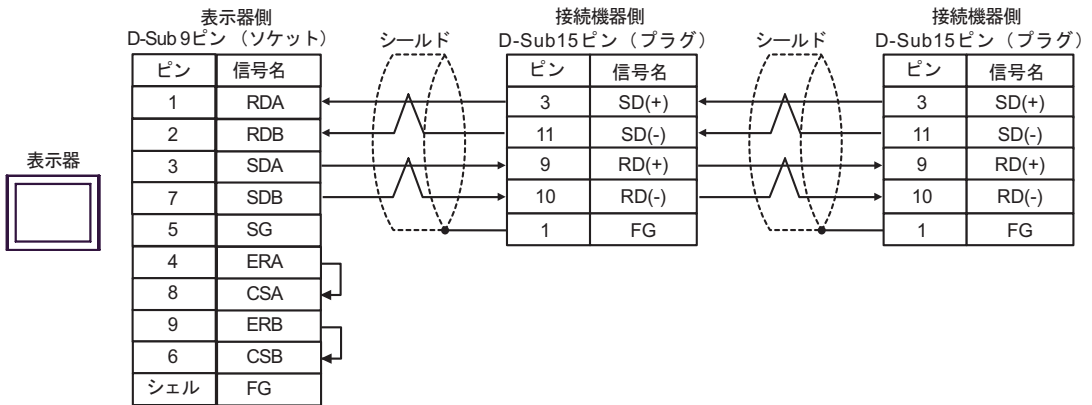 表示器側
D-Sub 9ピン （ソケット）
シールド
接続機器側
D-Sub15ピン（プラグ）
シールド
接続機器側
D-Sub15ピン（プラグ）
表示器
ピン 信号名
1 RDA
2 RDB
3 SDA
7 SDB
5 SG
4 ERA
8 CSA
9 ERB
6 CSB
シェル FG
ピン 信号名
3 SD(+)
11 SD(-)
9 RD(+)
10 RD(-)
1 FG
ピン 信号名
3 SD(+)
11 SD(-)
9 RD(+)
10 RD(-)
1 FG